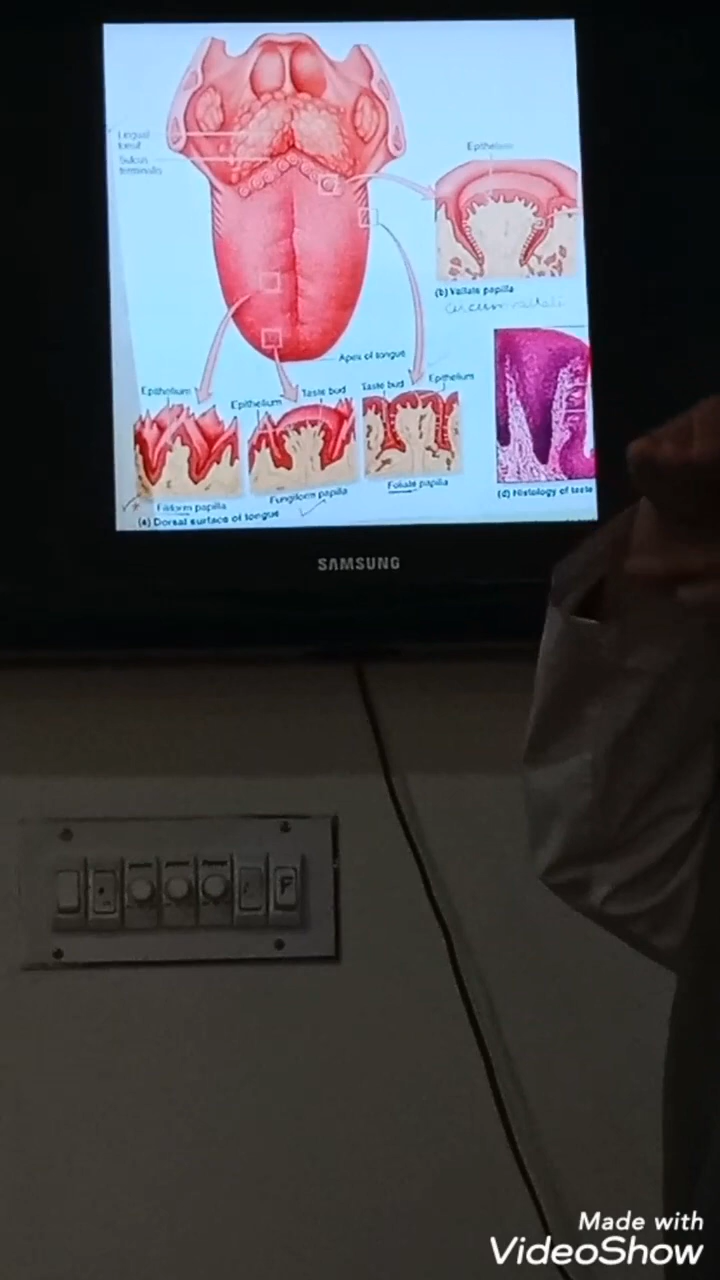 Lingual
tonsil
Sulcus
terminalis
Epithelium
(b) Vallate papilla
circumvallate
Apex of tongue
Epithelium
Epithelium
Taste bud
Taste bud
Epithelium
Filiform papilla
Fungiform papilla
Foliate papilla
(d) Histology of taste
(a) Dorsal surface of tongue
SAMSUNG
F
Made with
VideoShow